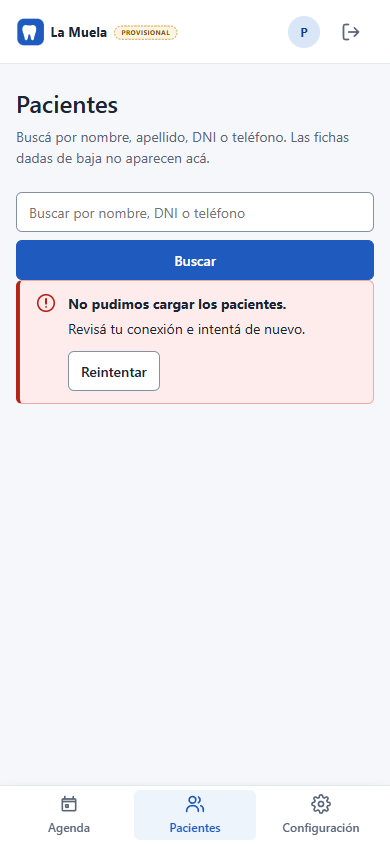 La Muela
PROVISIONAL
P
Pacientes
Buscá por nombre, apellido, DNI o teléfono. Las fichas
dadas de baja no aparecen acá.
Buscar por nombre, DNI o teléfono
Buscar
No pudimos cargar los pacientes.
Revisá tu conexión e intentá de nuevo.
Reintentar
Agenda
Pacientes
Configuración